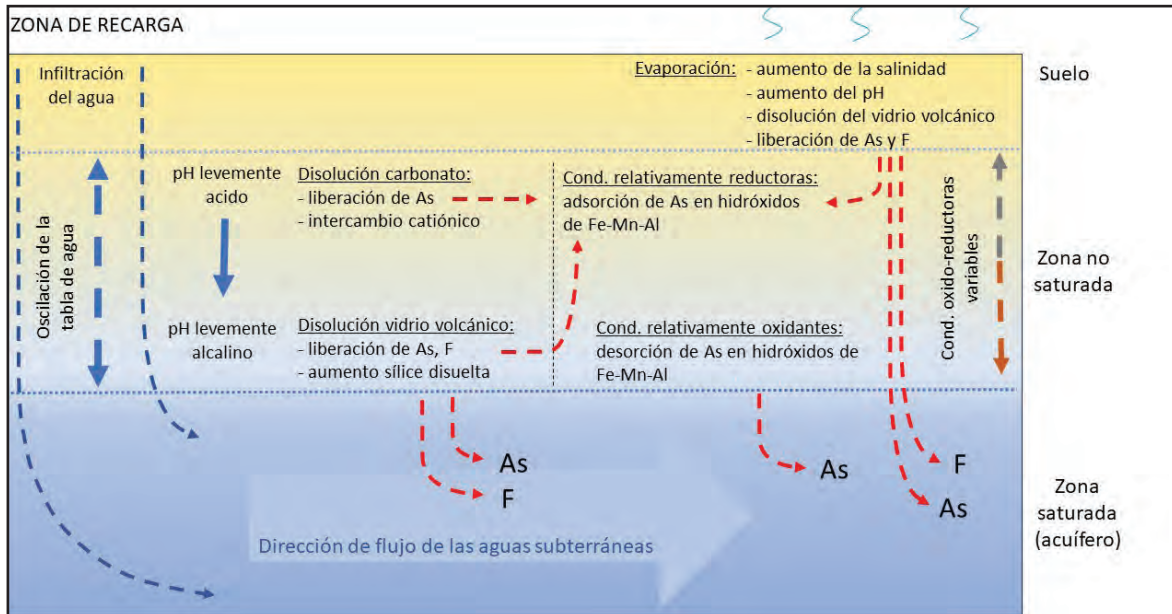 ZONA DE RECARGA
Infiltración
del agua
Evaporación: - aumento de la salinidad
- aumento del pH
- disolución del vidrio volcánico
- liberación de As y F
Suelo
Oscilación de la
tabla de agua
pH levemente
acido
pH levemente
alcalino
Disolución carbonato:
- liberación de As
- intercambio catiónico
Disolución vidrio volcánico:
- liberación de As, F
- aumento sílice disuelta
Cond. relativamente reductoras:
adsorción de As en hidróxidos
de Fe-Mn-Al
Cond. relativamente oxidantes:
desorción de As en hidróxidos de
Fe-Mn-Al
Cond. oxido-reductoras
variables
Zona no
saturada
As
F
As
F
As
Dirección de flujo de las aguas subterráneas
Zona
saturada
(acuífero)